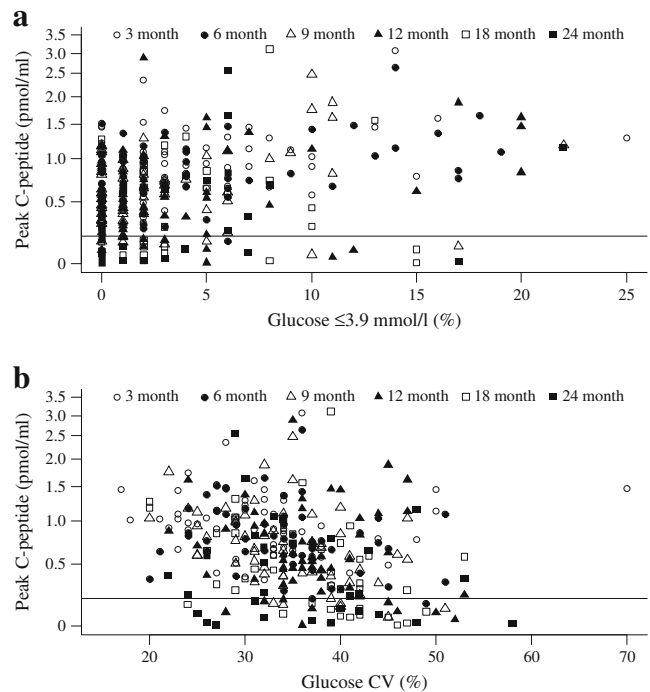 a
3 month 6 month 9 month 12 month 18 month 24 month
3.5
3.0
2.5
2.0
1.5
1.0
0.5
0
Peak C-peptide (pmol/ml)
0 5 10 15 20 25
Glucose ≤3.9 mmol/l (%)
b
3 month 6 month 9 month 12 month 18 month 24 month
3.5
3.0
2.5
2.0
1.5
1.0
0.5
0
Peak C-peptide (pmol/ml)
20 30 40 50 60 70
Glucose CV (%)